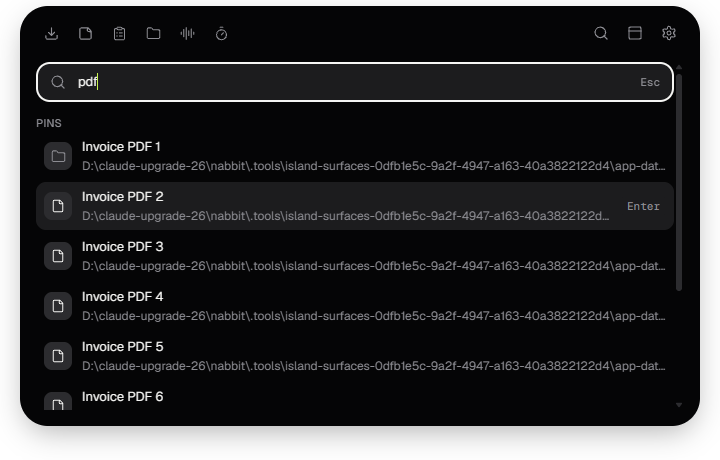 pdf
Esc
PINS
Invoice PDF 1
D:\claude-upgrade-26\nabbit\.tools\island-surfaces-0dfb1e5c-9a2f-4947-a163-40a3822122d4\app-dat...
Invoice PDF 2
D:\claude-upgrade-26\nabbit\.tools\island-surfaces-0dfb1e5c-9a2f-4947-a163-40a3822122d...
Enter
Invoice PDF 3
D:\claude-upgrade-26\nabbit\.tools\island-surfaces-0dfb1e5c-9a2f-4947-a163-40a3822122d4\app-dat...
Invoice PDF 4
D:\claude-upgrade-26\nabbit\.tools\island-surfaces-0dfb1e5c-9a2f-4947-a163-40a3822122d4\app-dat...
Invoice PDF 5
D:\claude-upgrade-26\nabbit\.tools\island-surfaces-0dfb1e5c-9a2f-4947-a163-40a3822122d4\app-dat...
Invoice PDF 6